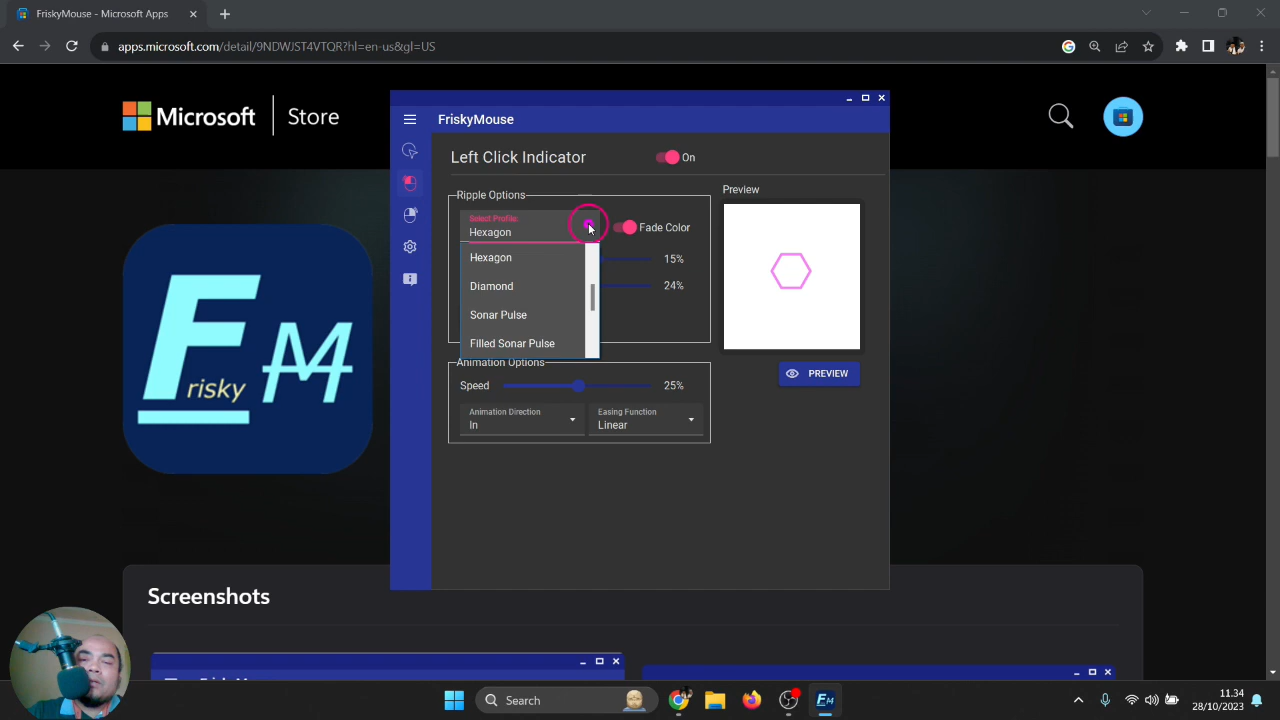 FriskyMouse - Microsoft Apps
apps.microsoft.com/detail/9NDWJST4VTQR?hl=en-us&gl=US
Microsoft | Store
FriskyMouse
Left Click Indicator
On
Ripple Options
Select Profile:
Hexagon
Fade Color
Hexagon
Diamond
Sonar Pulse
Filled Sonar Pulse
15%
24%
Preview
PREVIEW
Animation Options
Speed
25%
Animation Direction
In
Easing Function
Linear
F
risky
M
Screenshots
Search
FM
11.34
28/10/2023